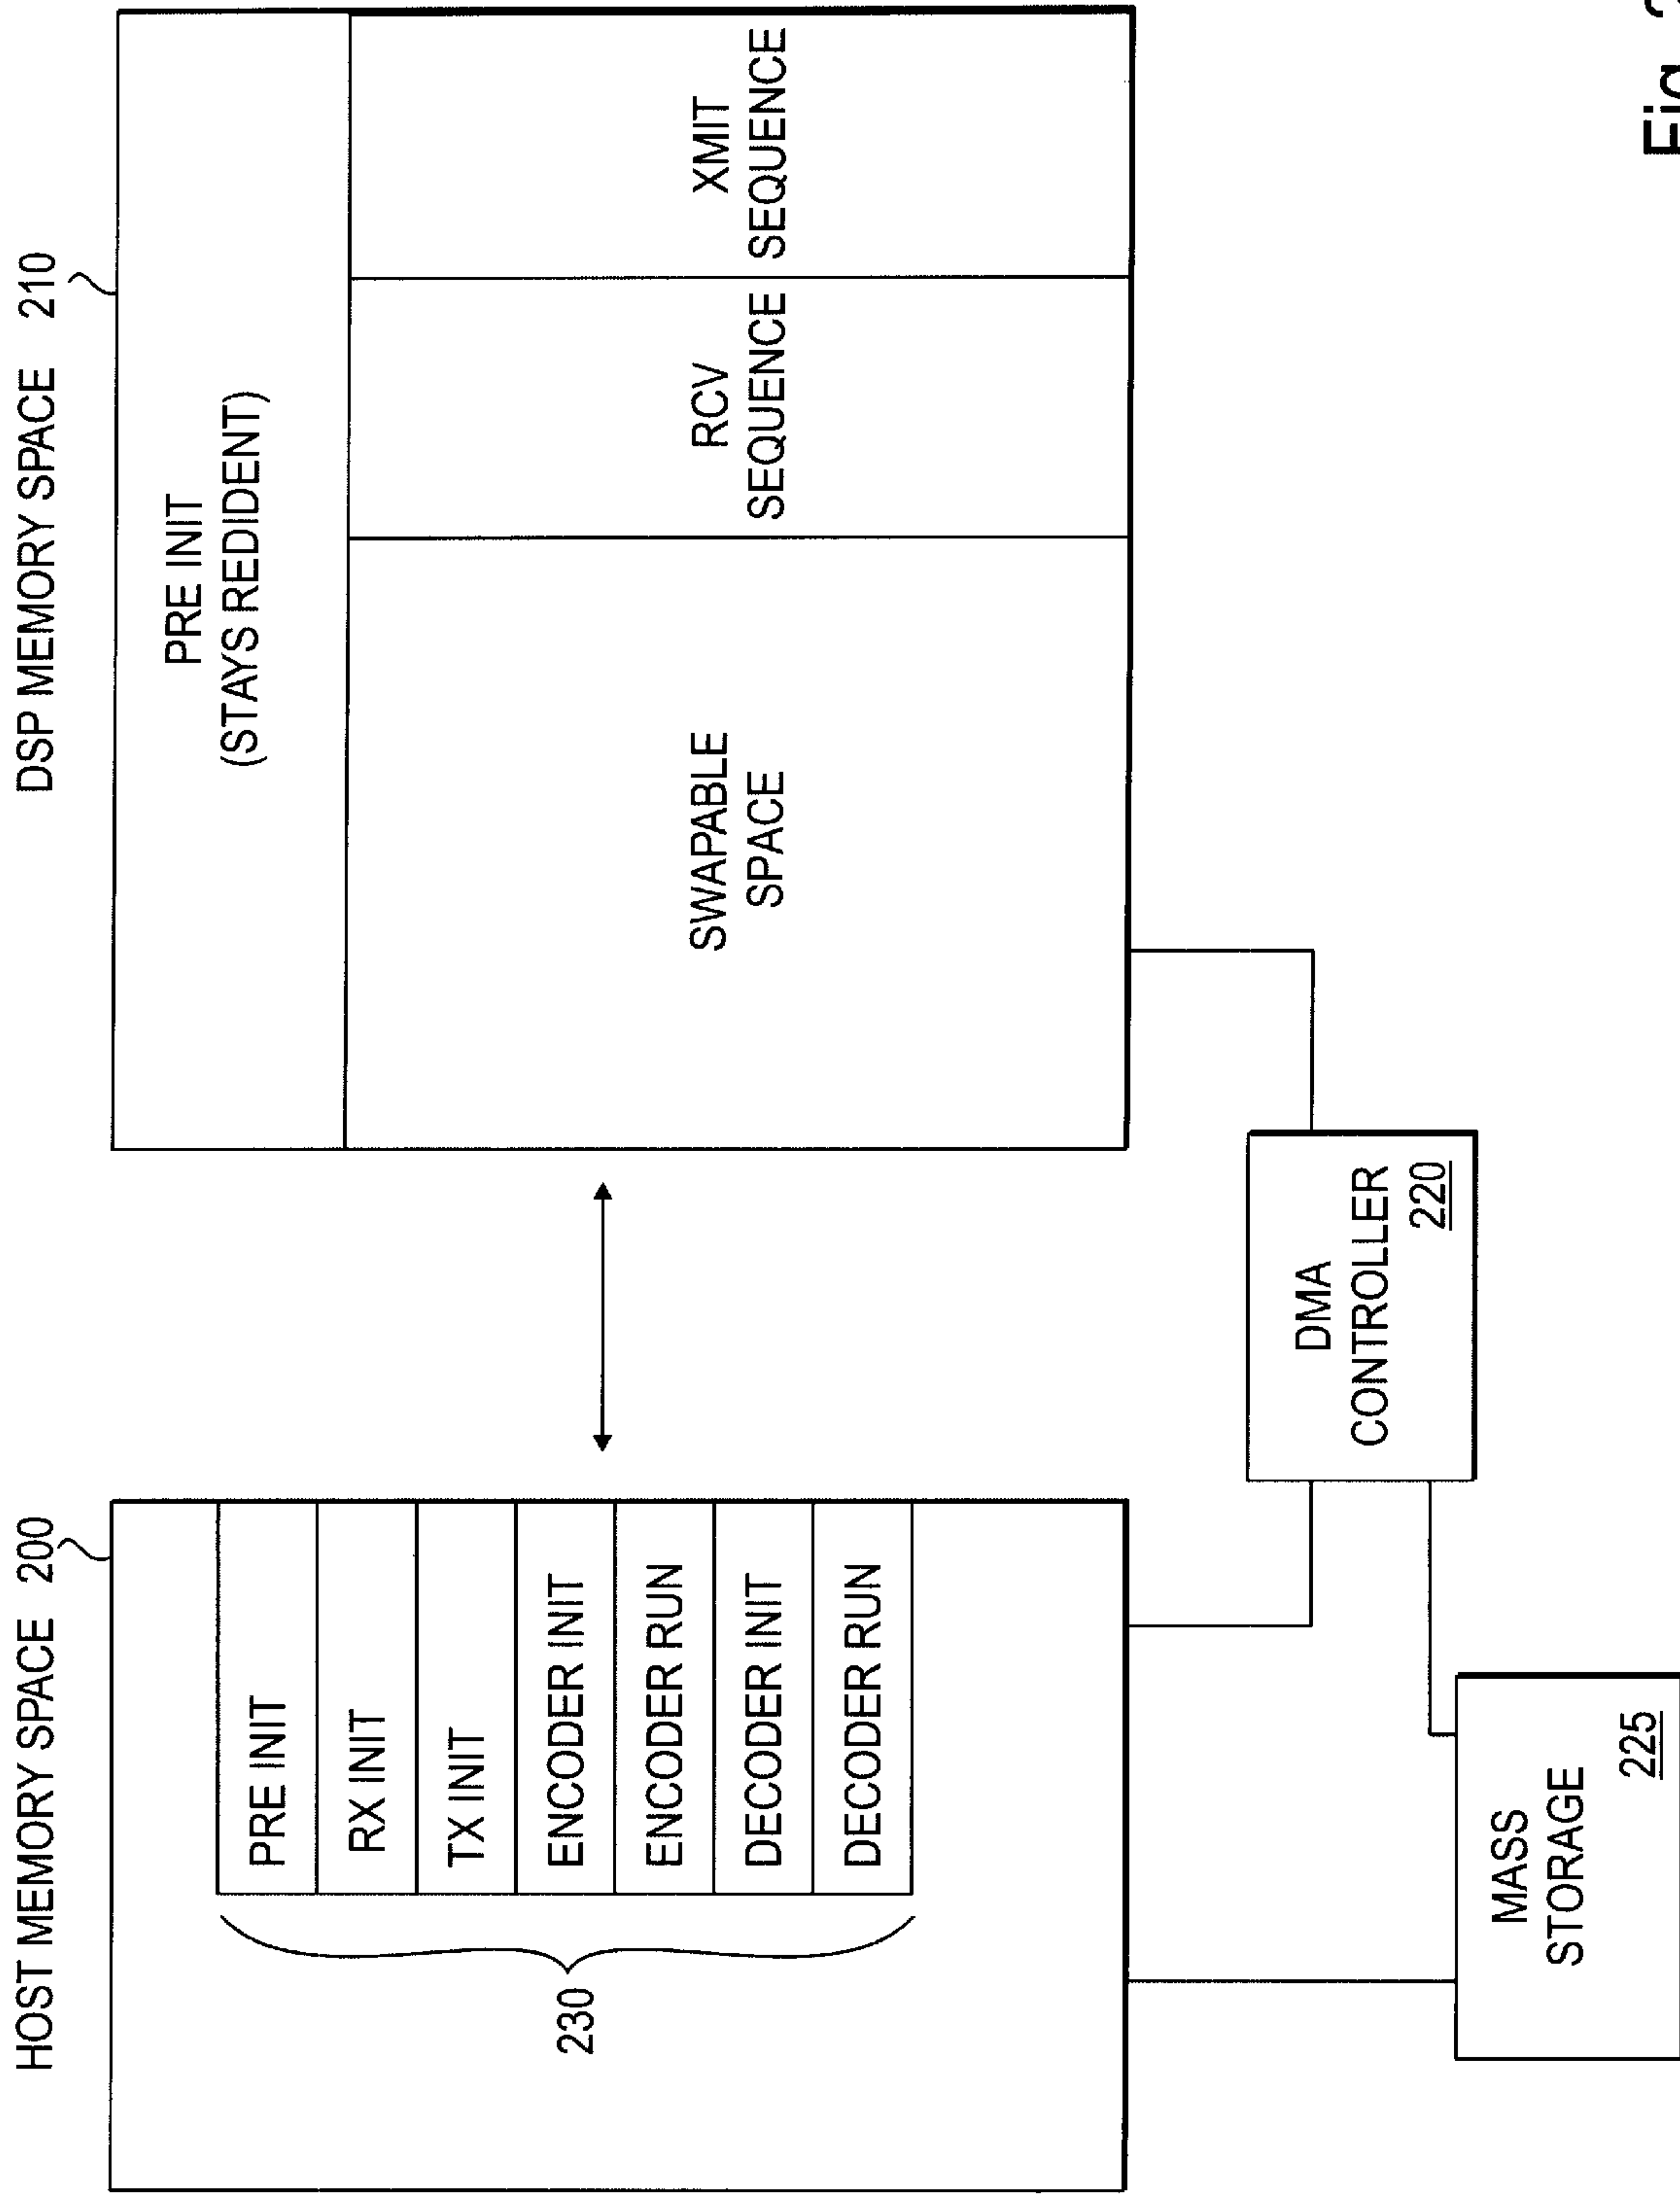 HOST MEMORY SPACE 200
PRE INIT
RX INIT
TX INIT
ENCODER INIT
ENCODER RUN
DECODER INIT
DECODER RUN
230
DSP MEMORY SPACE 210
PRE INIT
(STAYS REDIDENT)
SWAPABLE
SPACE
RCV
SEQUENCE
XMIT
SEQUENCE
DMA
CONTROLLER
220
MASS
STORAGE
225
Fig.